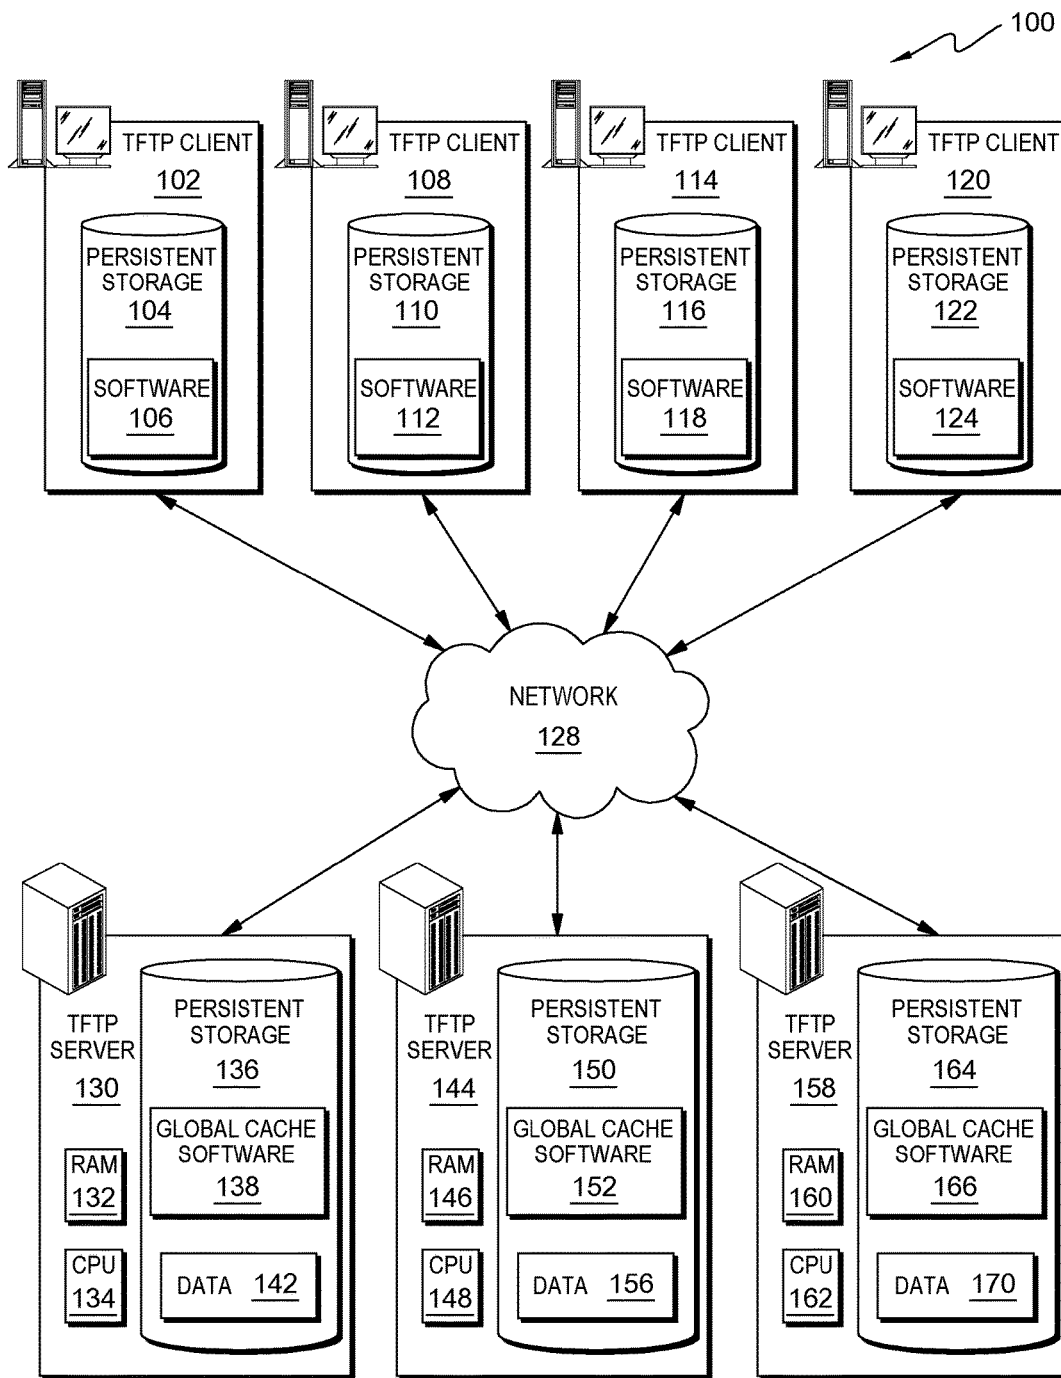 100
TFTP CLIENT
102
PERSISTENT
STORAGE
104
SOFTWARE
106
TFTP CLIENT
108
PERSISTENT
STORAGE
110
SOFTWARE
112
TFTP CLIENT
114
PERSISTENT
STORAGE
116
SOFTWARE
118
TFTP CLIENT
120
PERSISTENT
STORAGE
122
SOFTWARE
124
NETWORK
128
TFTP
SERVER
130
RAM
132
CPU
134
PERSISTENT
STORAGE
136
GLOBAL CACHE
SOFTWARE
138
DATA 142
TFTP
SERVER
144
RAM
146
CPU
148
PERSISTENT
STORAGE
150
GLOBAL CACHE
SOFTWARE
152
DATA 156
TFTP
SERVER
158
RAM
160
CPU
162
PERSISTENT
STORAGE
164
GLOBAL CACHE
SOFTWARE
166
DATA 170